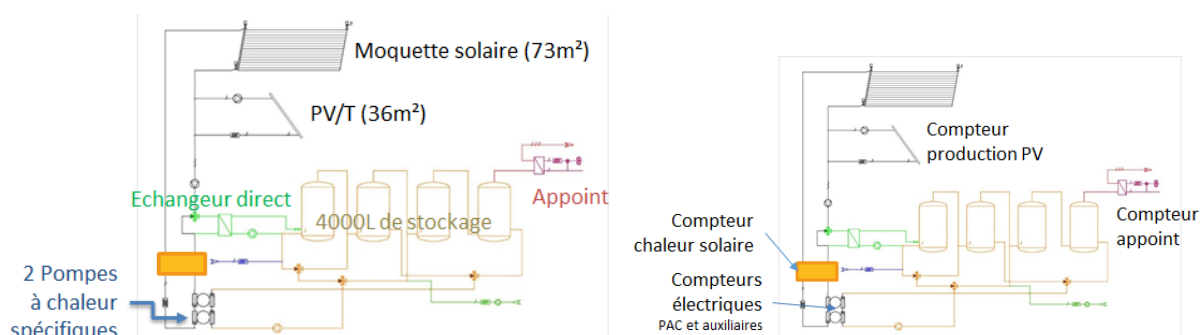 Moquette solaire (73m²)
PV/T (36m²)
Echangeur direct
4000L de stockage
Appoint
2 Pompes
à chaleur
spécifiques
Compteur
production PV
Compteur
chaleur solaire
Compteur
appoint
Compteurs
électriques
PAC et auxiliaires